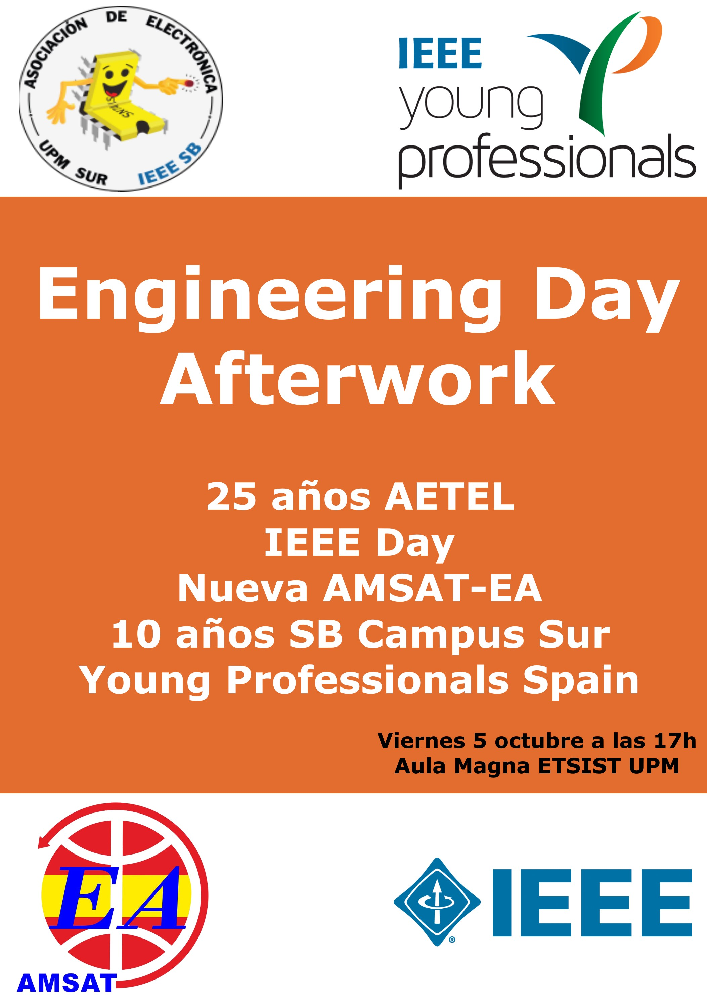 ASOCIACIÓN DE ELECTRÓNICA
UPM SUR IEEE SB
IEEE
young
professionals
Engineering Day
Afterwork
25 años AETEL
IEEE Day
Nueva AMSAT-EA
10 años SB Campus Sur
Young Professionals Spain
Viernes 5 octubre a las 17h
Aula Magna ETSIST UPM
EA
AMSAT
IEEE
®